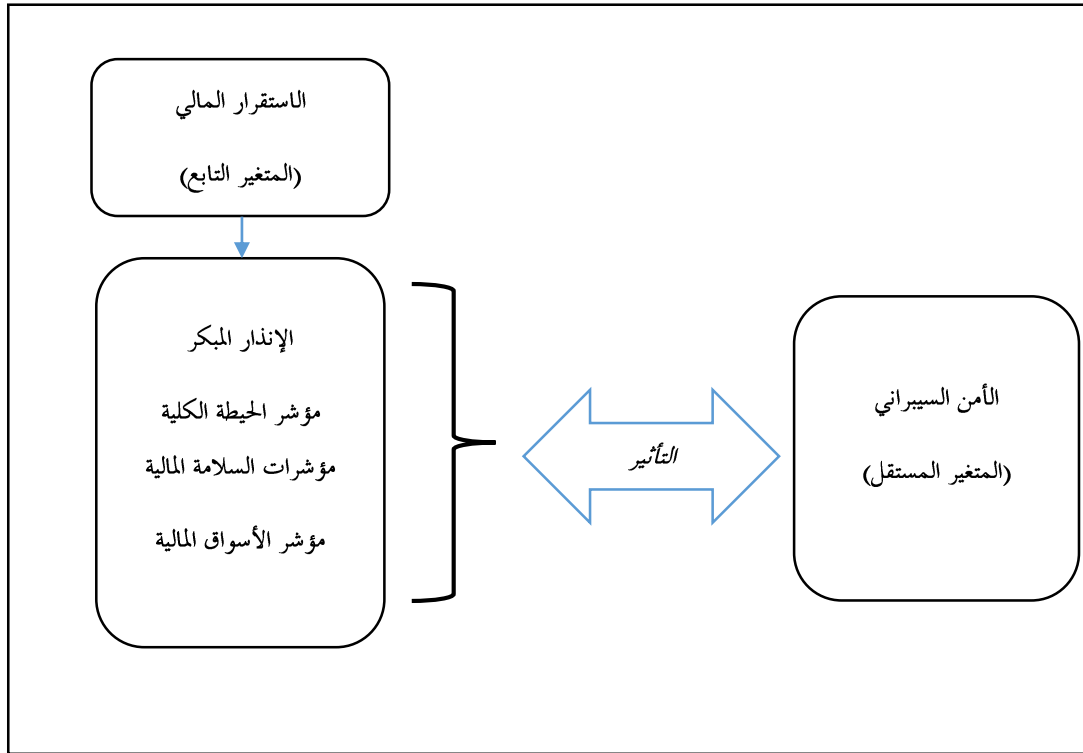 الاستقرار المالي
(المتغير التابع)
الإنذار المبكر
مؤشر الحيطة الكلية
مؤشرات السلامة المالية
مؤشر الأسواق المالية
التأثير
الأمن السيبراني
(المتغير المستقل)